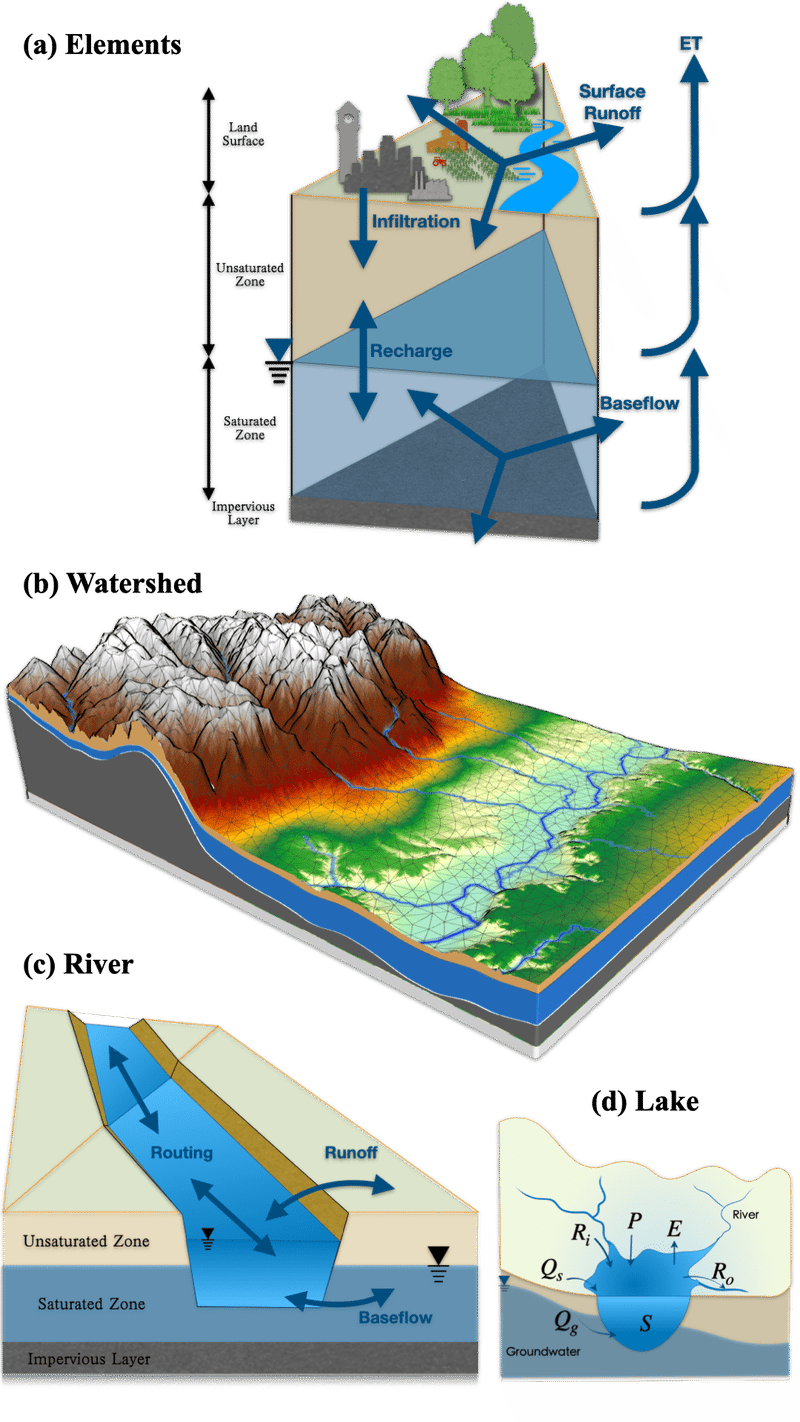 (a) Elements
ET
Surface
Runoff
Land
Surface
Infiltration
Unsaturated
Zone
Recharge
Baseflow
Saturated
Zone
Impervious
Layer
(b) Watershed
(c) River
(d) Lake
Routing
Runoff
Unsaturated Zone
Saturated Zone
Baseflow
Impervious Layer
River
P
E
Ri
Qs
Ro
Qg
S
Groundwater